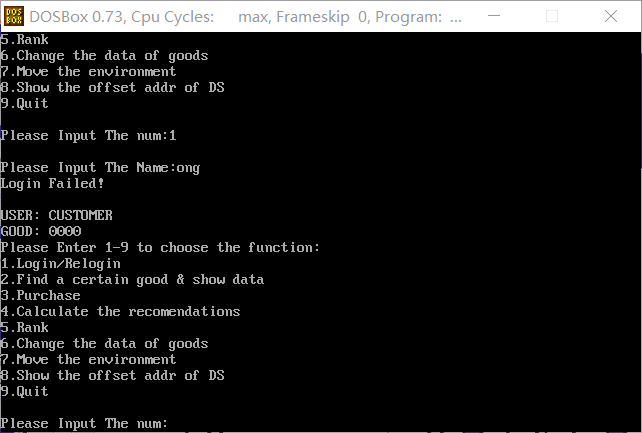 DOS BOX DOSBox 0.73, Cpu Cycles: max, Frameskip 0, Program: ...
5.Rank
6.Change the data of goods
7.Move the environment
8.Show the offset addr of DS
9.Quit
Please Input The num:1
Please Input The Name:ong
Login Failed!
USER: CUSTOMER
GOOD: 0000
Please Enter 1-9 to choose the function:
1.Login/Relogin
2.Find a certain good & show data
3.Purchase
4.Calculate the recomendations
5.Rank
6.Change the data of goods
7.Move the environment
8.Show the offset addr of DS
9.Quit
Please Input The num: